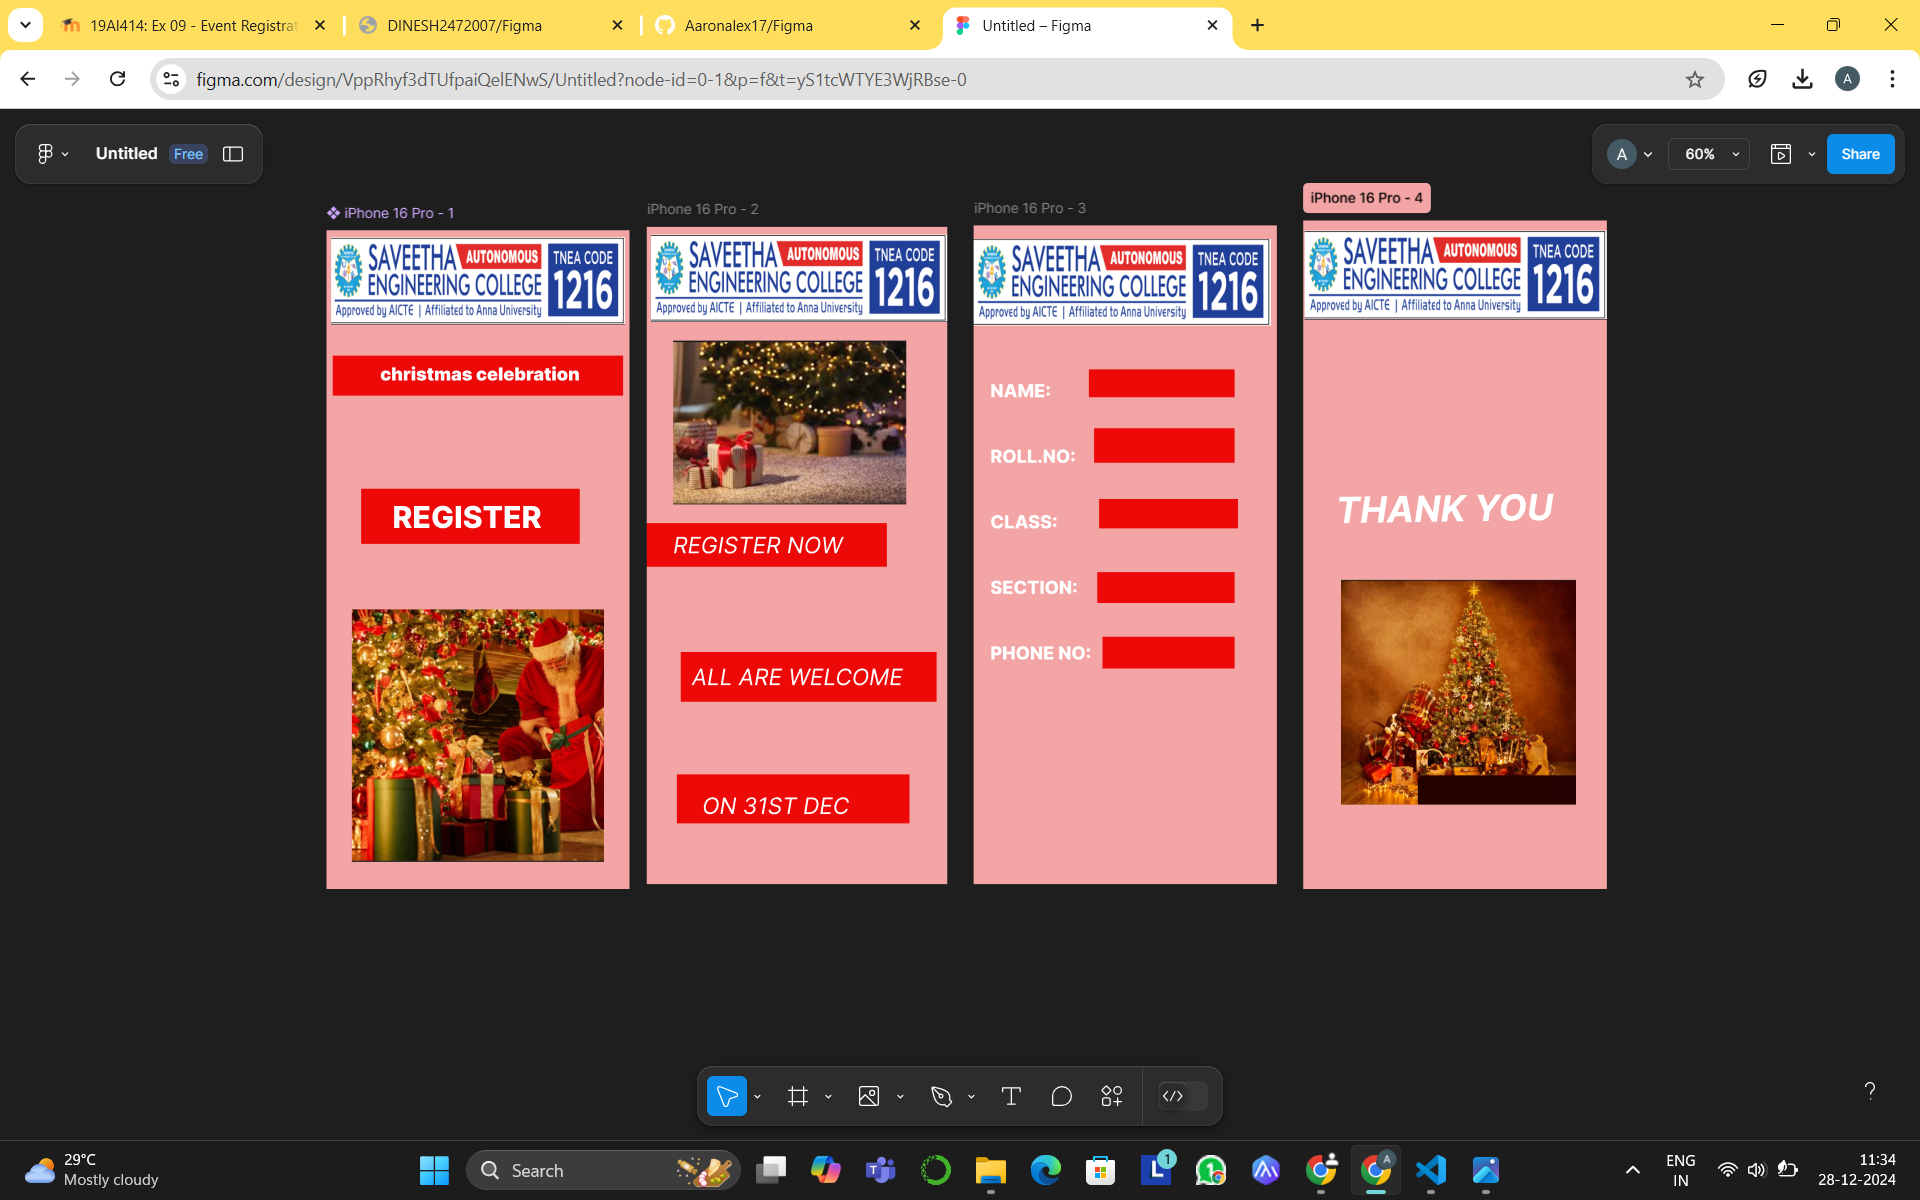 19AI414: Ex 09 - Event Registrat
DINESH2472007/Figma
Aaronalex17/Figma
Untitled – Figma
figma.com/design/VppRhyf3dTUfpaiQelENwS/Untitled?node-id=0-1&p=f&t=yS1tcWTYE3WjRBse-0
A
Untitled Free
A 60% Share
iPhone 16 Pro - 1
SAVEETHA AUTONOMOUS
ENGINEERING COLLEGE
Approved by AICTE | Affiliated to Anna University
TNEA CODE
1216
christmas celebration
REGISTER
iPhone 16 Pro - 2
SAVEETHA AUTONOMOUS
ENGINEERING COLLEGE
Approved by AICTE | Affiliated to Anna University
TNEA CODE
1216
REGISTER NOW
ALL ARE WELCOME
ON 31ST DEC
iPhone 16 Pro - 3
SAVEETHA AUTONOMOUS
ENGINEERING COLLEGE
Approved by AICTE | Affiliated to Anna University
TNEA CODE
1216
NAME:
ROLL.NO:
CLASS:
SECTION:
PHONE NO:
iPhone 16 Pro - 4
SAVEETHA AUTONOMOUS
ENGINEERING COLLEGE
Approved by AICTE | Affiliated to Anna University
TNEA CODE
1216
THANK YOU
29°C
Mostly cloudy
Search
L 1
A
ENG
IN
11:34
28-12-2024